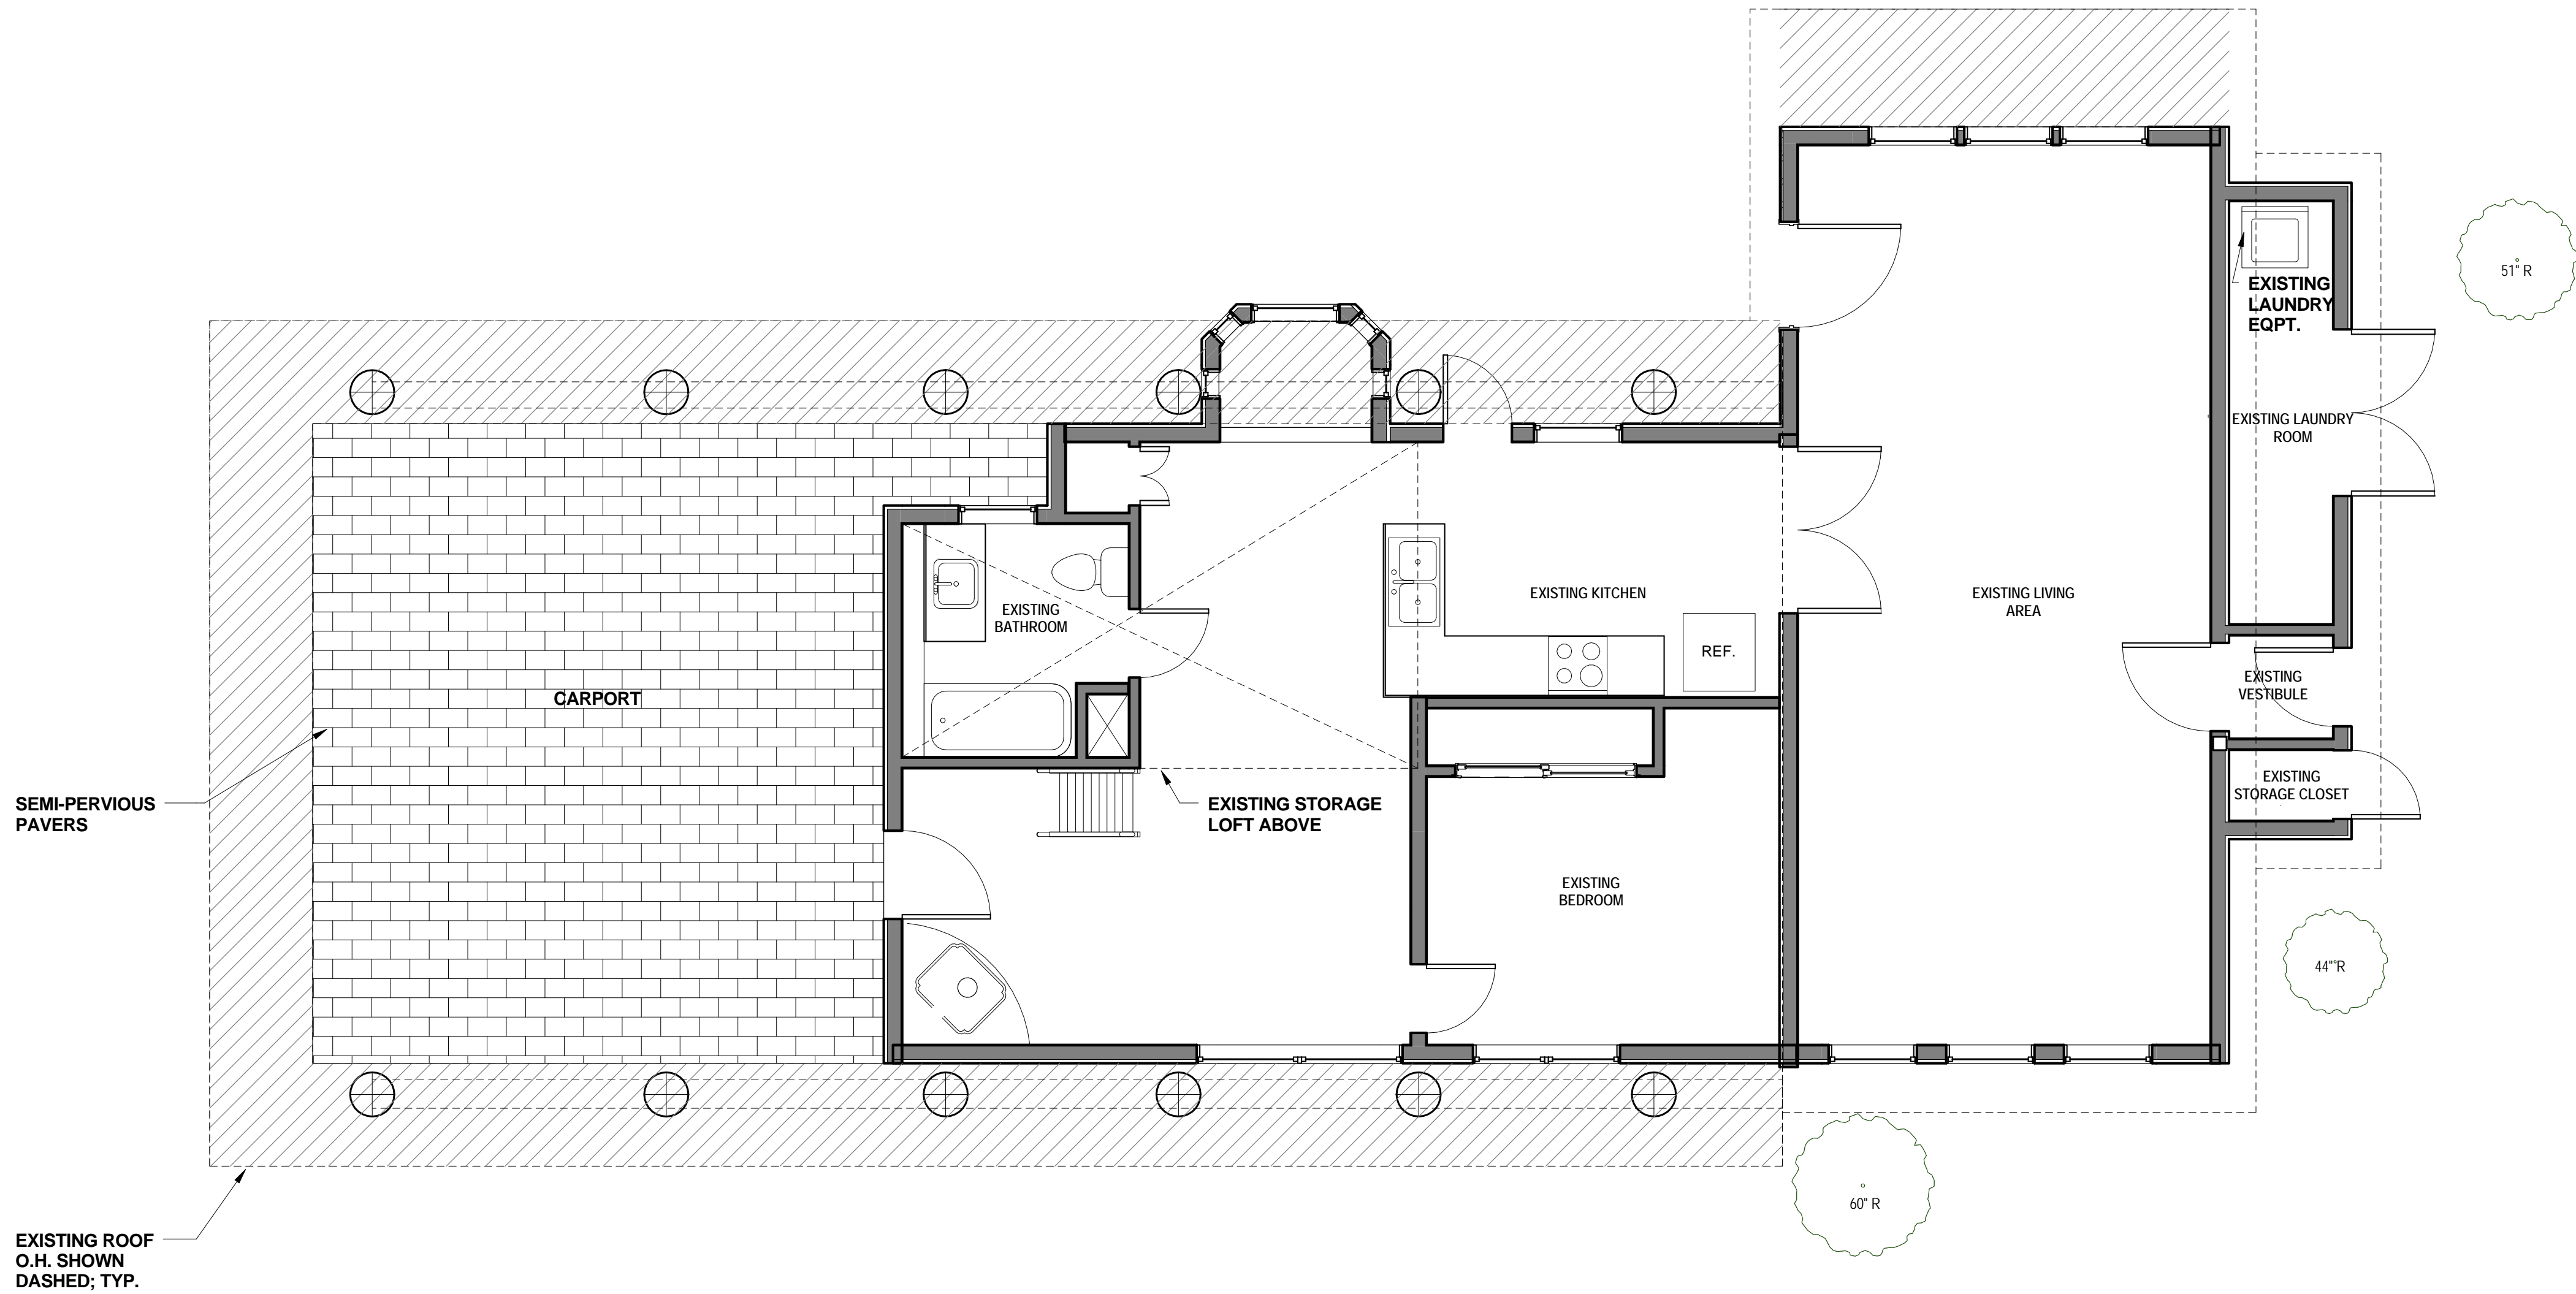 51" R
EXISTING
LAUNDRY
EQPT.
EXISTING LAUNDRY
ROOM
EXISTING KITCHEN
EXISTING LIVING
AREA
EXISTING
BATHROOM
REF.
EXISTING
VESTIBULE
CARPORT
EXISTING
STORAGE CLOSET
SEMI-PERVIOUS
PAVERS
EXISTING STORAGE
LOFT ABOVE
EXISTING
BEDROOM
44" R
60" R
EXISTING ROOF
O.H. SHOWN
DASHED; TYP.